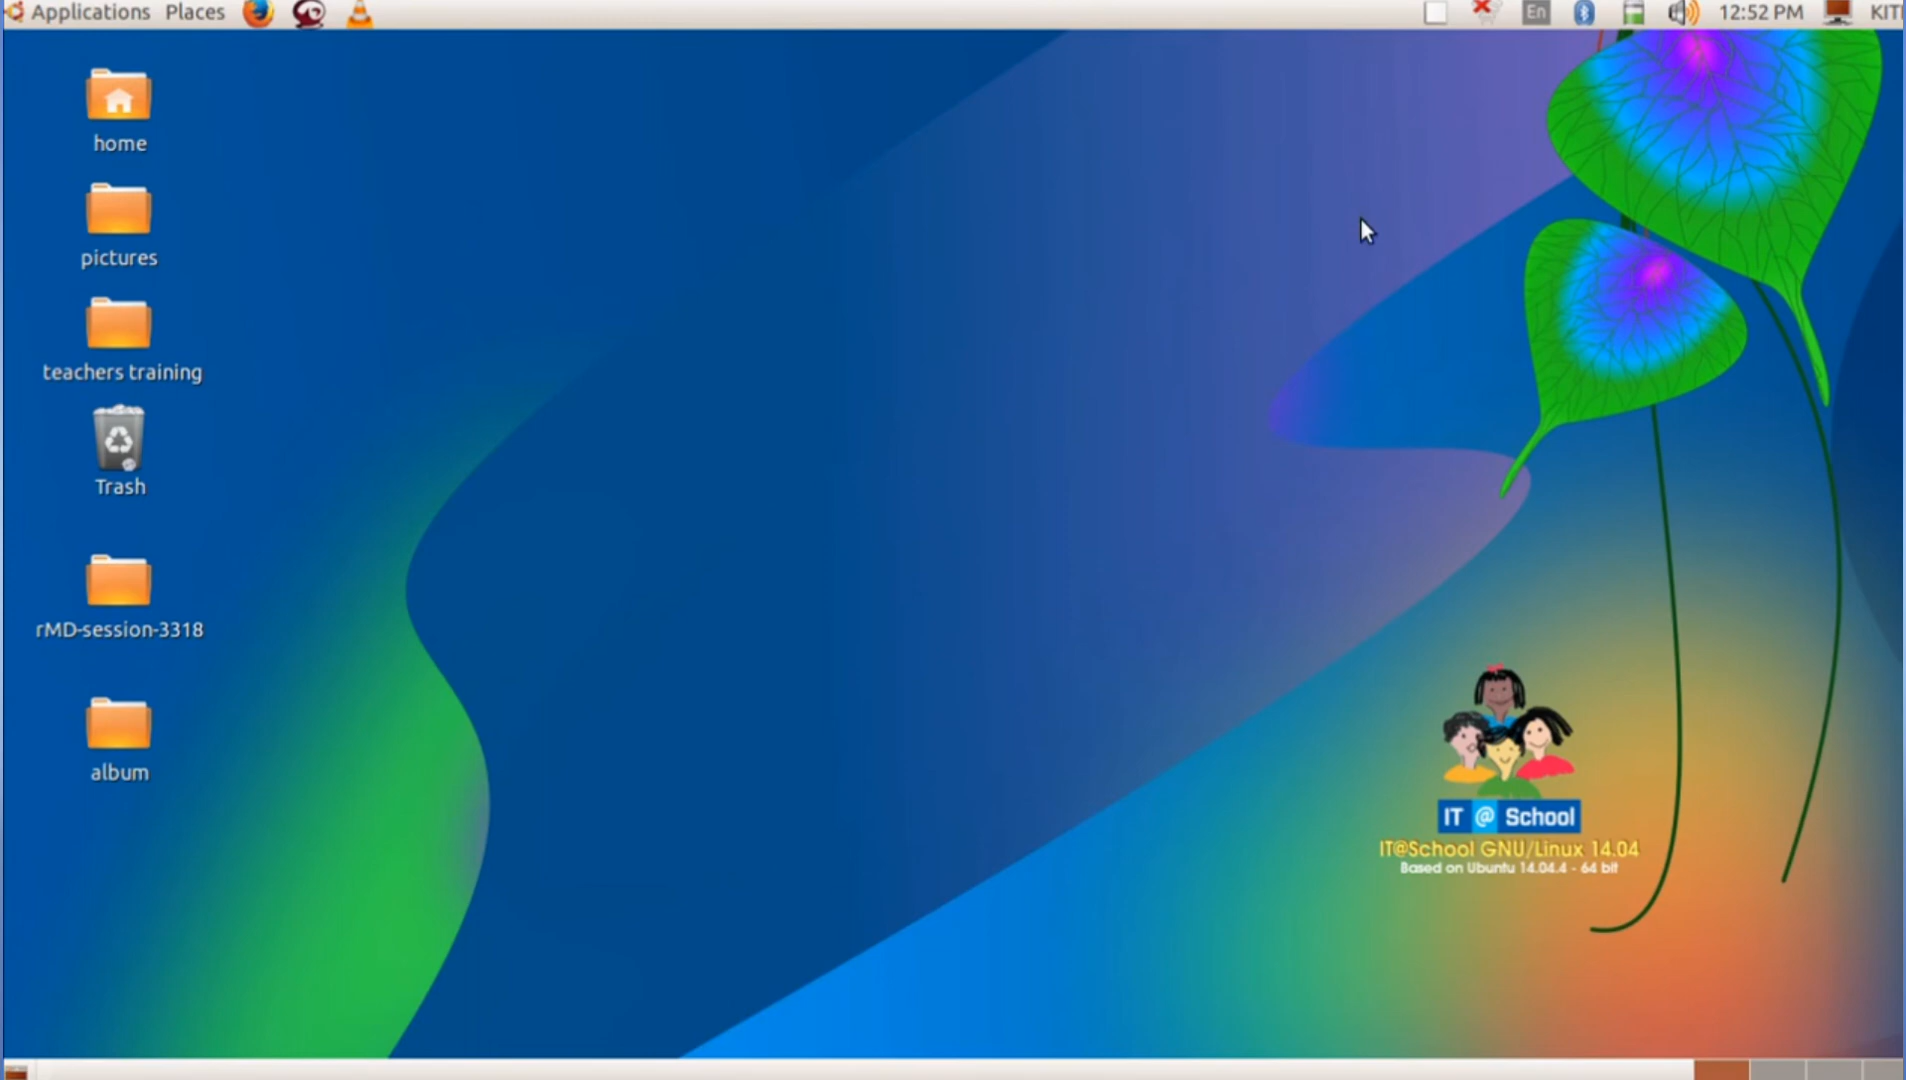 Applications Places En 12:52 PM
home
pictures
teachers training
Trash
rMD-session-3318
album
IT @ School
IT@School GNU/Linux 14.04
Based on Ubuntu 14.04.4 - 64 bit